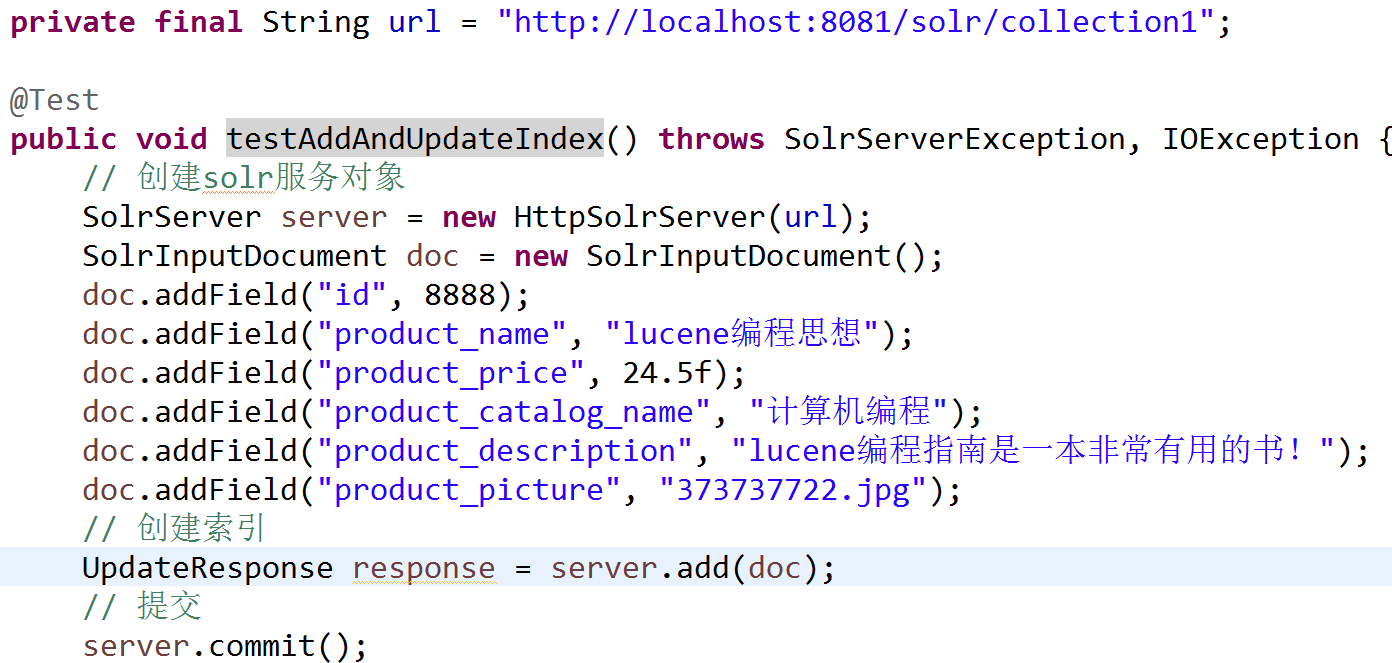 private final String url = "http://localhost:8081/solr/collection1";
@Test
public void testAddAndUpdateIndex() throws SolrServerException, IOException {
// 创建solr服务对象
SolrServer server = new HttpSolrServer(url);
SolrInputDocument doc = new SolrInputDocument();
doc.addField("id", 8888);
doc.addField("product_name", "lucene编程思想");
doc.addField("product_price", 24.5f);
doc.addField("product_catalog_name", "计算机编程");
doc.addField("product_description", "lucene编程指南是一本非常有用的书！");
doc.addField("product_picture", "373737722.jpg");
// 创建索引
UpdateResponse response = server.add(doc);
// 提交
server.commit();